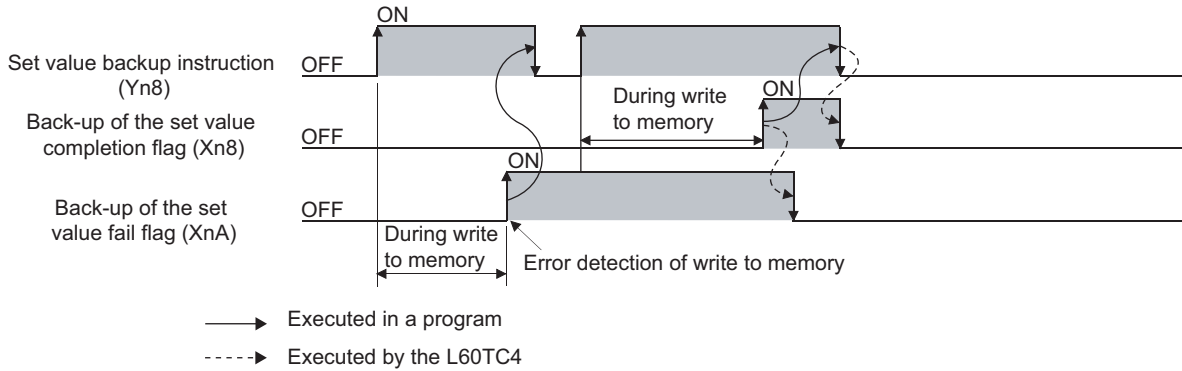 ON
Set value backup instruction
(Yn8)
OFF
During write
to memory
ON
Back-up of the set value
completion flag (Xn8)
OFF
ON
Back-up of the set
value fail flag (XnA)
OFF
During write
to memory
Error detection of write to memory
Executed in a program
Executed by the L60TC4